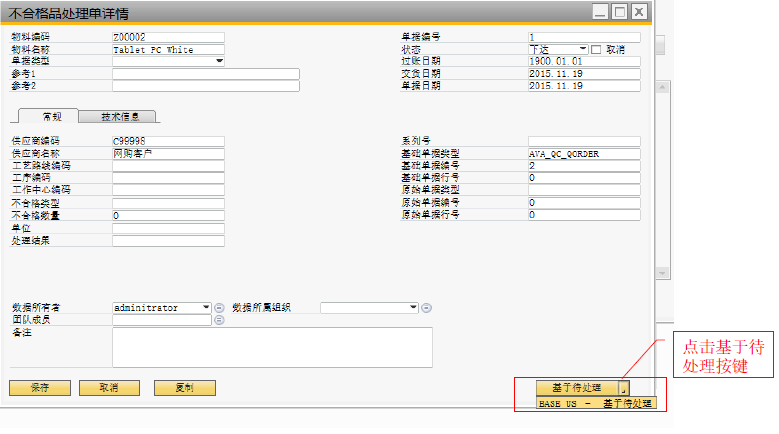 不合格品处理单详情
物料编码 Z00002 单据编号 1
物料名称 Tablet PC White 状态 下达 取消
单据类型 过账日期 1900.01.01
参考1 交货日期 2015.11.19
参考2 单据日期 2015.11.19
常规 技术信息
供应商编码 C99998 系列号
供应商名称 网购客户 基础单据类型 AVA_QC_QORDER
工艺路线编码 基础单据编号 2
工序编码 基础单据行号 0
工作中心编码 原始单据类型
不合格类型 原始单据编号 0
不合格数量 0 原始单据行号 0
单位
处理结果
数据所有者 adminitrator 数据所属组织
团队成员
备注
保存 取消 复制 基于待处理
BASE_US - 基于待处理
点击基于待
处理按键